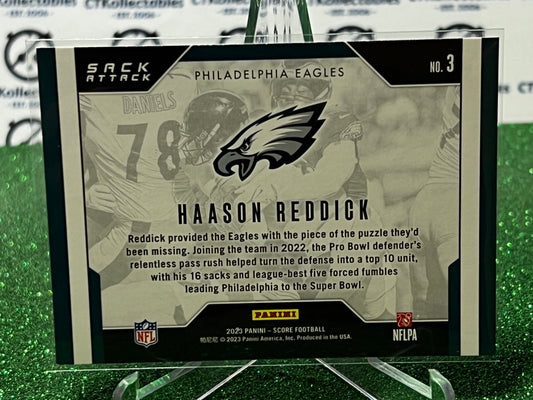 CTKollectables
SACK
ATTACK
PHILADELPHIA EAGLES
NO. 3
DANIELS
78
HAASON REDDICK
Reddick provided the Eagles with the piece of the puzzle they'd
been missing. Joining the team in 2022, the Pro Bowl defender's
relentless pass rush helped turn the defense into a top 10 unit,
with his 16 sacks and league-best five forced fumbles
leading Philadelphia to the Super Bowl.
PANINI
NFL
NFLPA
2023 PANINI – SCORE FOOTBALL
帕尼尼 © 2023 Panini America, Inc. Produced in the USA.